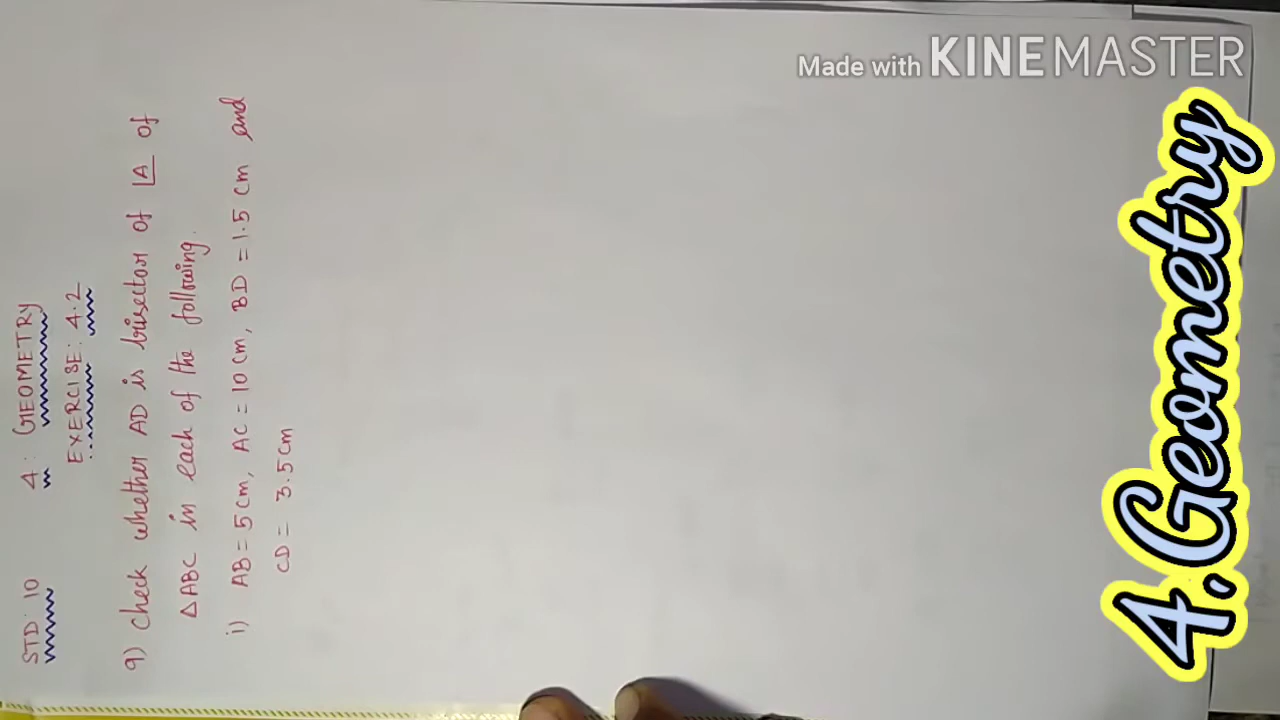 STD: 10 4: GEOMETRY
EXERCISE: 4.2
9) Check whether AD is bisector of ∠A of
△ABC in each of the following.
i) AB = 5cm, AC = 10cm, BD = 1.5 cm and
CD = 3.5cm
Made with KINEMASTER
4.Geometry